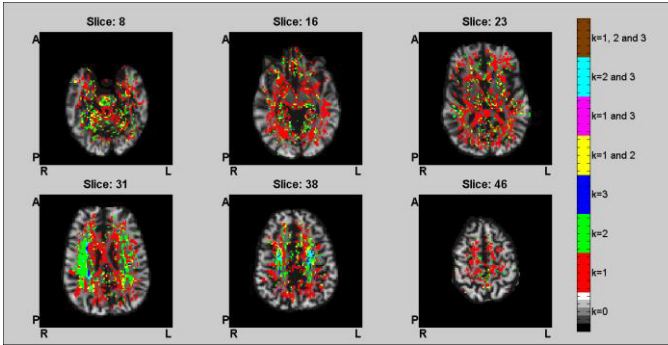 Slice: 8
Slice: 16
Slice: 23
A
A
A
P
P
P
R
L
R
L
R
L
Slice: 31
Slice: 38
Slice: 46
A
A
A
P
P
P
R
L
R
L
R
L
k=1, 2 and 3
k=2 and 3
k=1 and 3
k=1 and 2
k=3
k=2
k=1
k=0